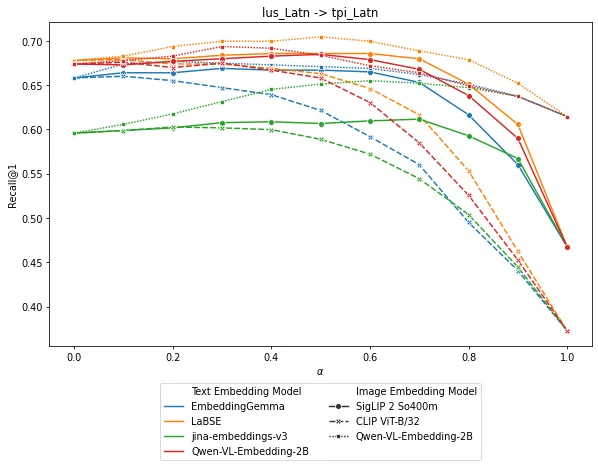 lus_Latn -> tpi_Latn
Recall@1
0.70
0.65
0.60
0.55
0.50
0.45
0.40
0.0 0.2 0.4 0.6 0.8 1.0
α
Text Embedding Model Image Embedding Model
EmbeddingGemma SigLIP 2 So400m
LaBSE CLIP ViT-B/32
jina-embeddings-v3 Qwen-VL-Embedding-2B
Qwen-VL-Embedding-2B